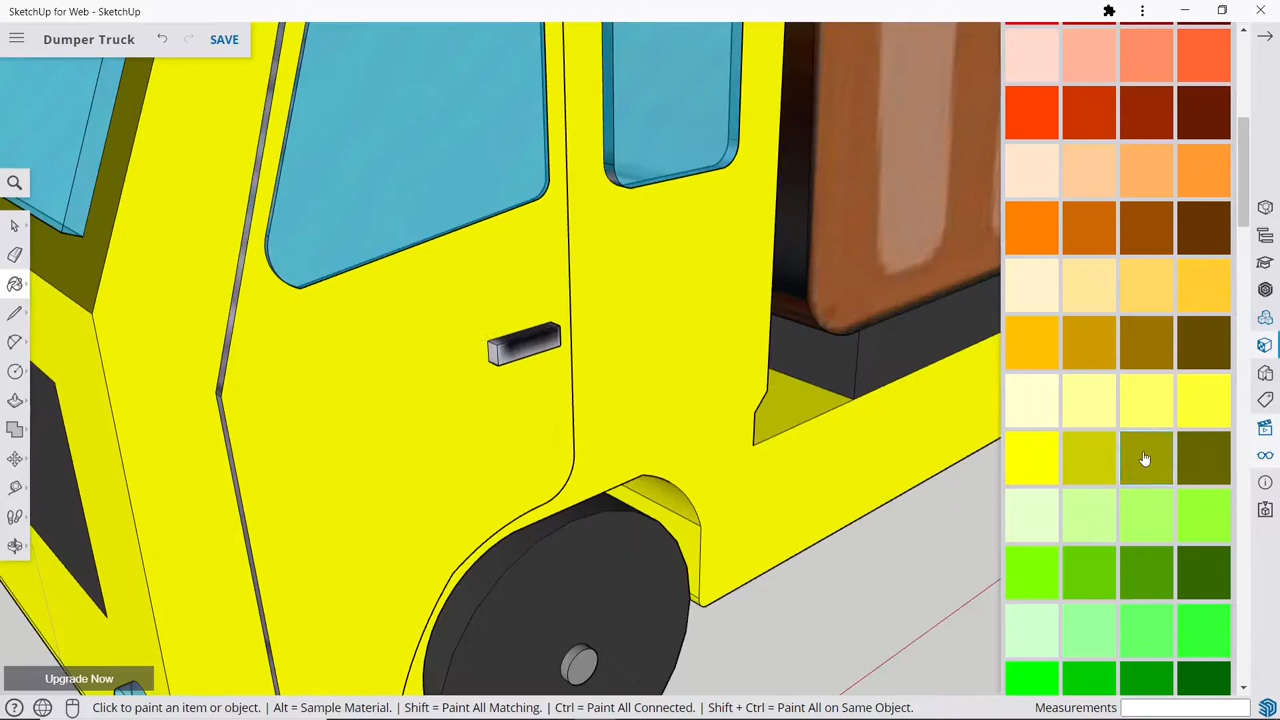 SketchUp for Web - SketchUp
Dumper Truck
SAVE
Upgrade Now
Click to paint an item or object. | Alt = Sample Material. | Shift = Paint All Matching. | Ctrl = Paint All Connected. | Shift + Ctrl = Paint All on Same Object.
Measurements